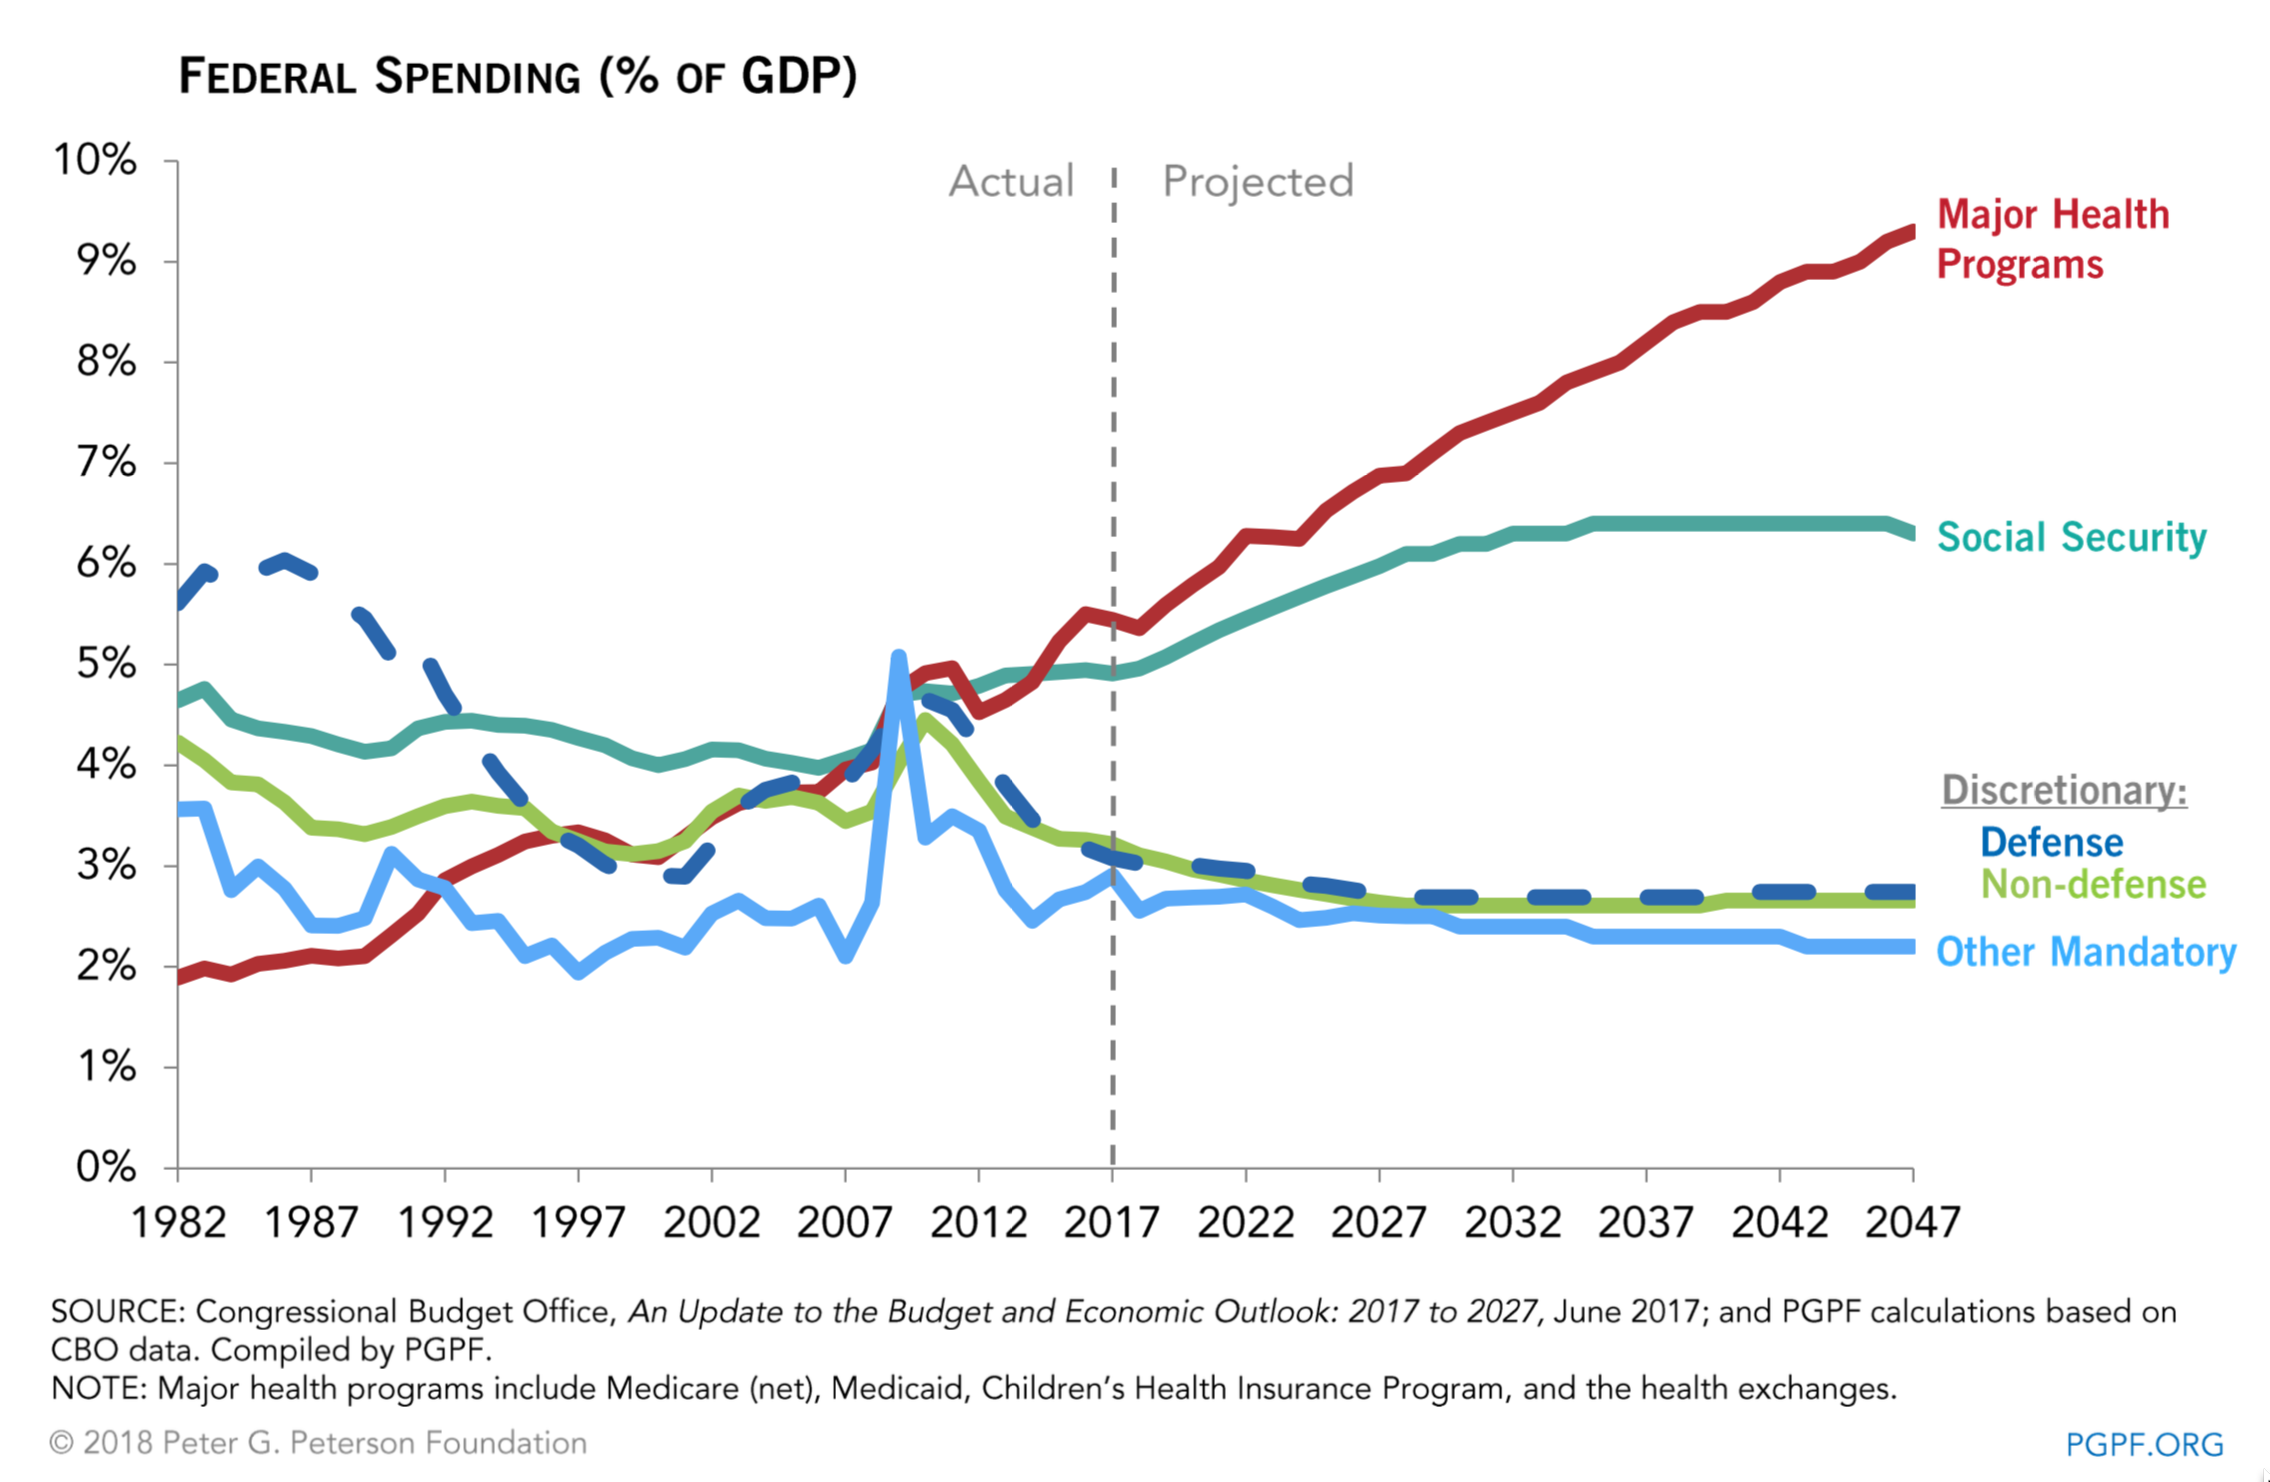 FEDERAL SPENDING (% OF GDP)
10%
9%
8%
7%
6%
5%
4%
3%
2%
1%
0%
Actual
Projected
Major Health
Programs
Social Security
Discretionary:
Defense
Non-defense
Other Mandatory
1982 1987 1992 1997 2002 2007 2012 2017 2022 2027 2032 2037 2042 2047
SOURCE: Congressional Budget Office, An Update to the Budget and Economic Outlook: 2017 to 2027, June 2017; and PGPF calculations based on
CBO data. Compiled by PGPF.
NOTE: Major health programs include Medicare (net), Medicaid, Children’s Health Insurance Program, and the health exchanges.
© 2018 Peter G. Peterson Foundation
PGPF.ORG